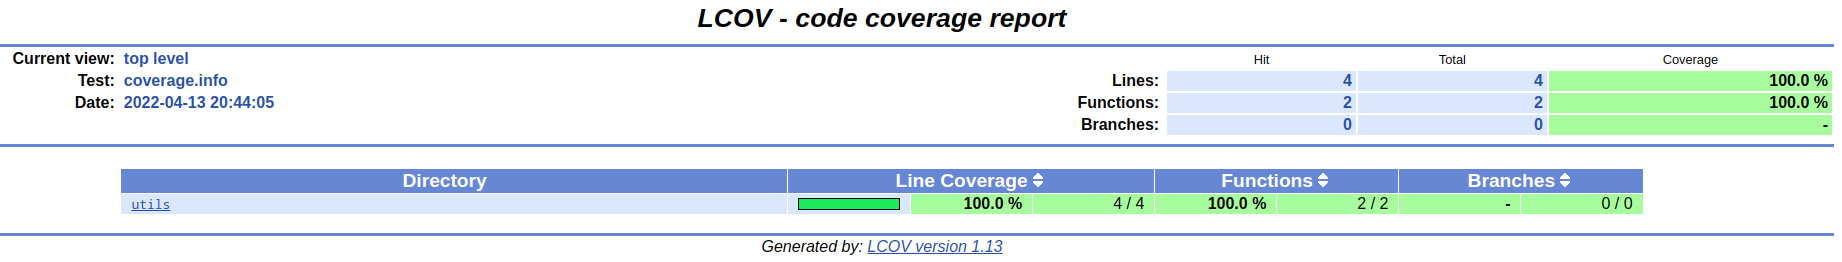 LCOV - code coverage report
Current view: top level
Hit Total Coverage
Test: coverage.info
Lines: 4 4 100.0 %
Date: 2022-04-13 20:44:05
Functions: 2 2 100.0 %
Branches: 0 0 -
Directory Line Coverage Functions Branches
utils 100.0 % 4 / 4 100.0 % 2 / 2 - 0 / 0
Generated by: LCOV version 1.13